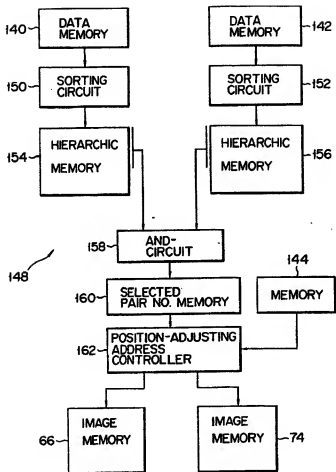 140
DATA
MEMORY
DATA
MEMORY
142
150
SORTING
CIRCUIT
SORTING
CIRCUIT
152
154
HIERARCHIC
MEMORY
HIERARCHIC
MEMORY
156
158
AND-
CIRCUIT
148
160
SELECTED
PAIR NO. MEMORY
144
MEMORY
162
POSITION-ADJUSTING
ADDRESS
CONTROLLER
66
IMAGE
MEMORY
IMAGE
MEMORY
74